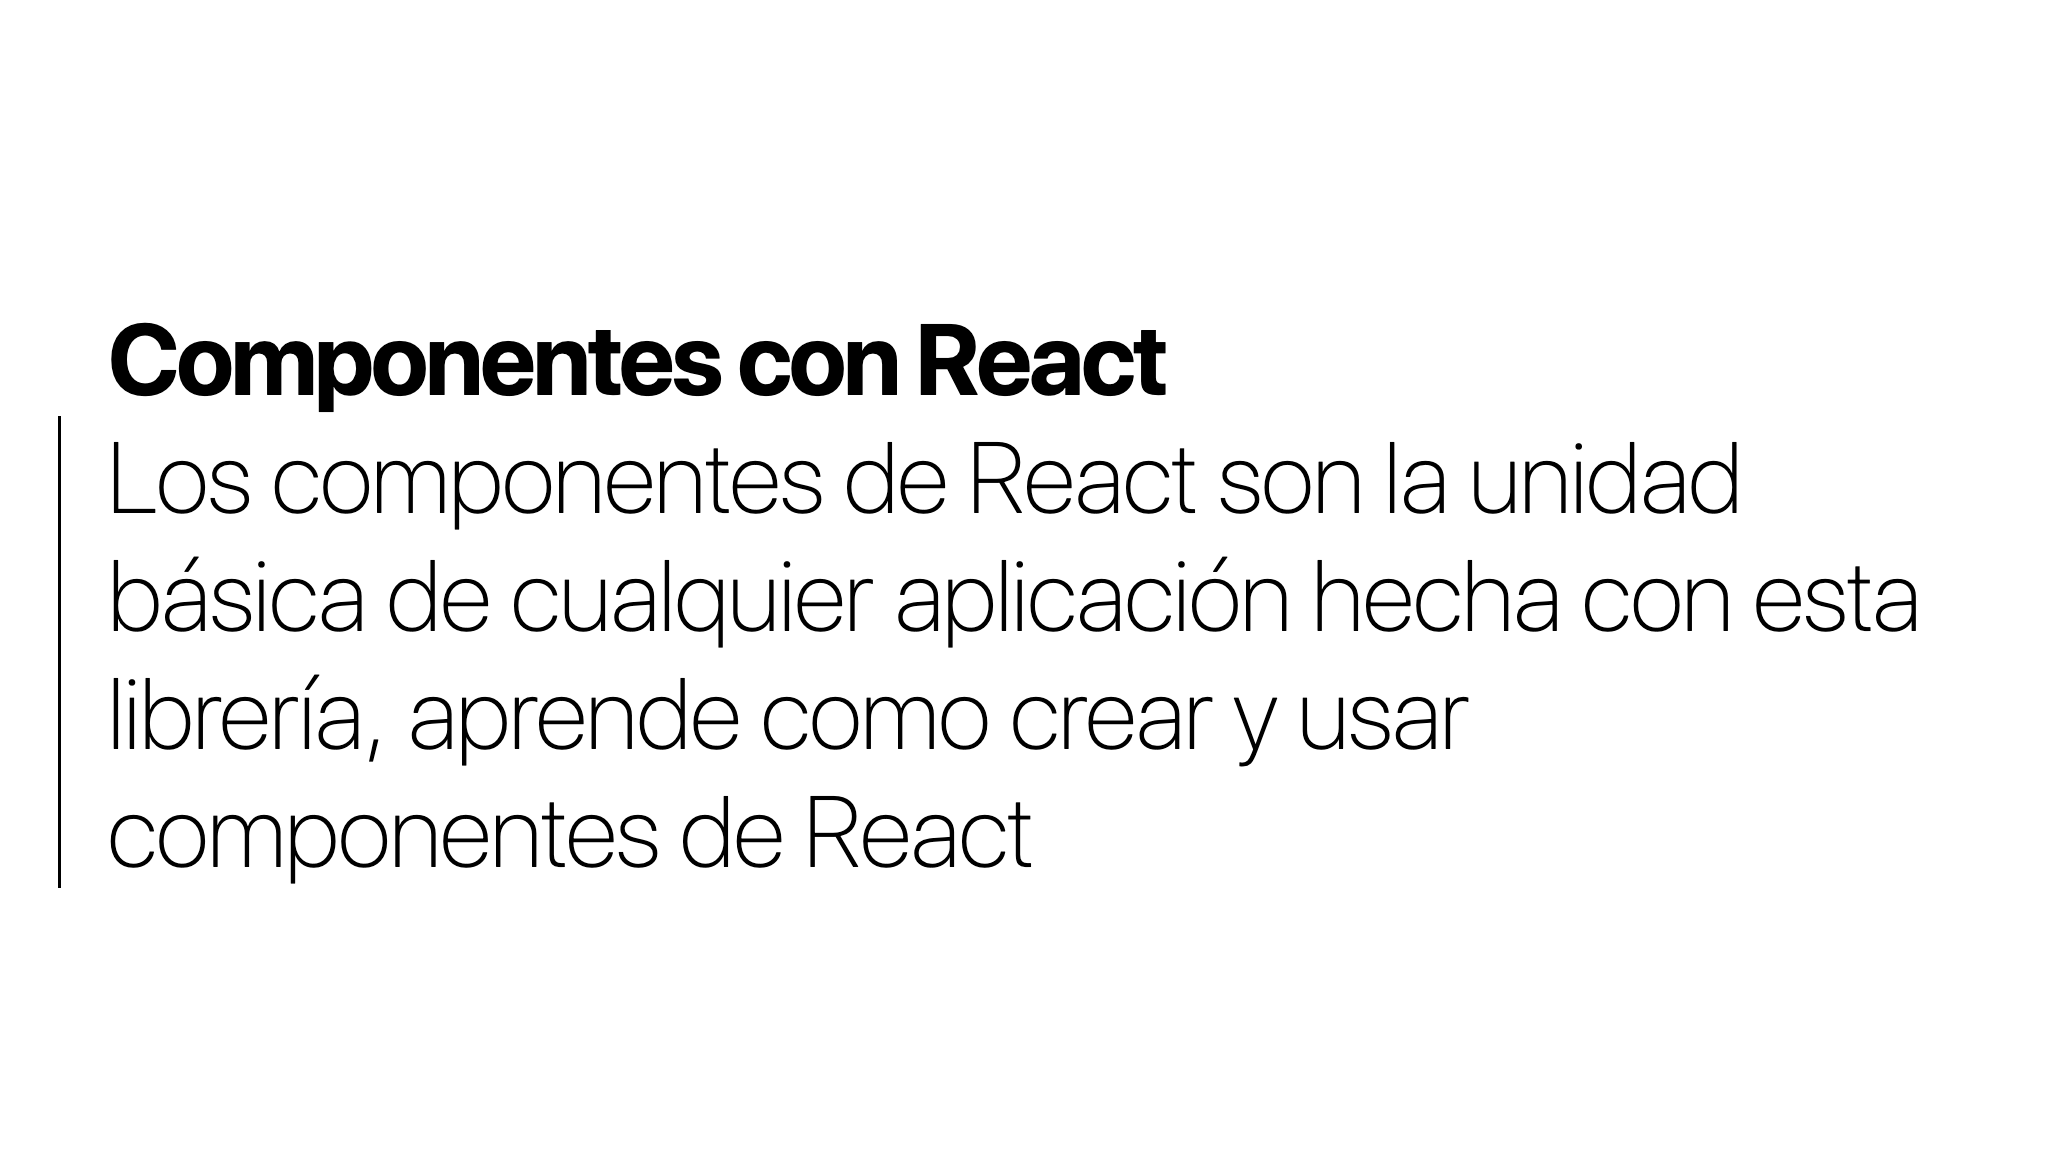 Componentes con React
Los componentes de React son la unidad
básica de cualquier aplicación hecha con esta
librería, aprende como crear y usar
componentes de React